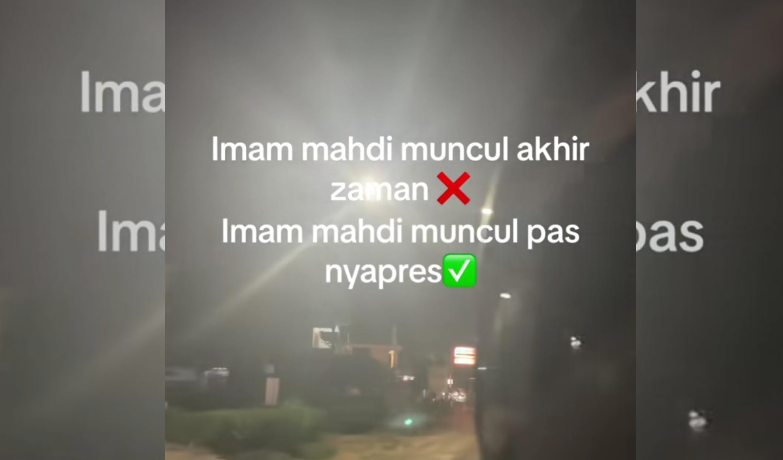 Imam mahdi muncul akhir
zaman ❌
Imam mahdi muncul pas
nyapres✅